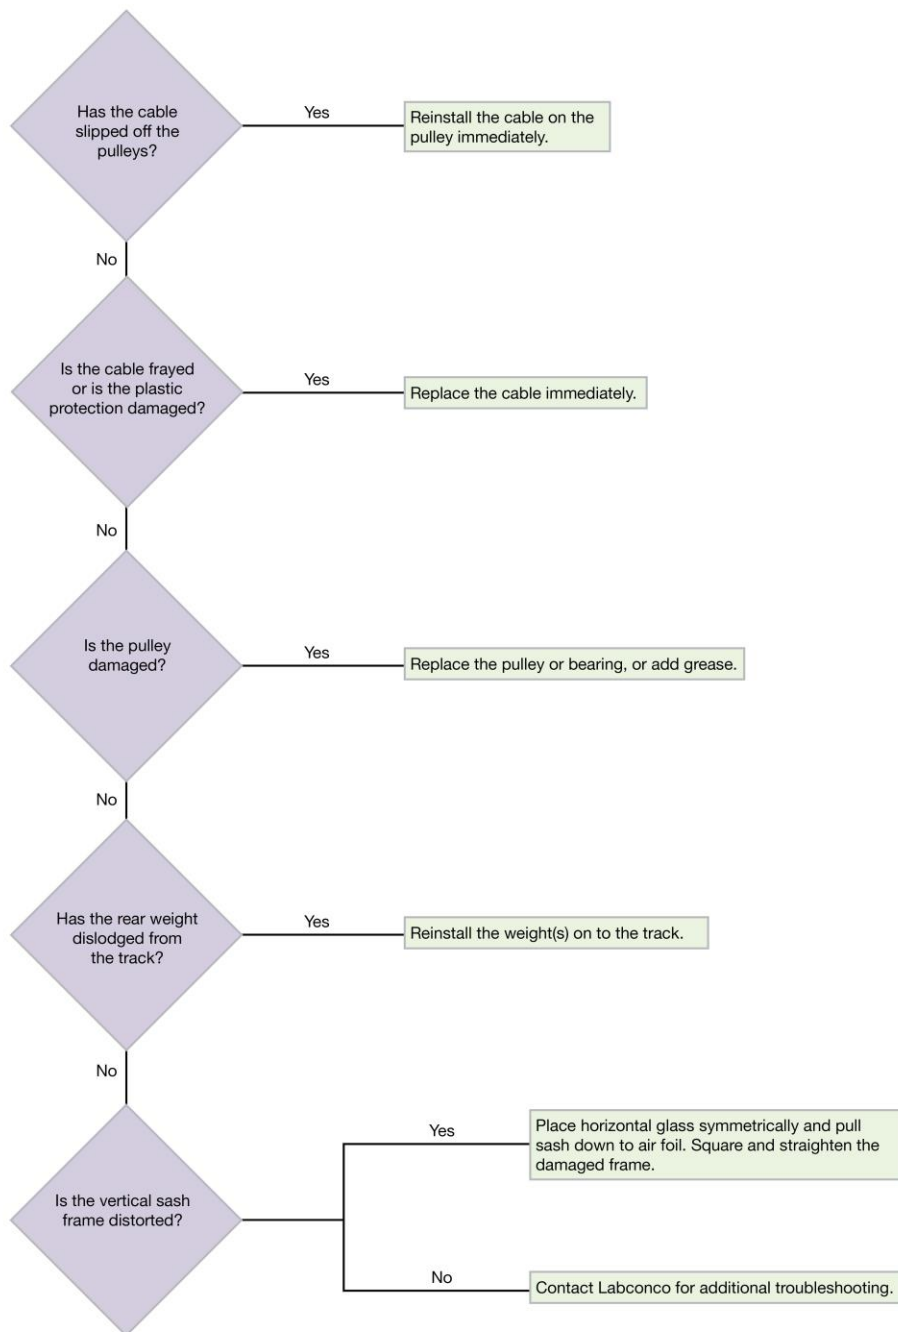 Has the cable
slipped off the
pulleys?
Yes
Reinstall the cable on the
pulley immediately.
No
Is the cable frayed
or is the plastic
protection damaged?
Yes
Replace the cable immediately.
No
Is the pulley
damaged?
Yes
Replace the pulley or bearing, or add grease.
No
Has the rear weight
dislodged from
the track?
Yes
Reinstall the weight(s) on to the track.
No
Is the vertical sash
frame distorted?
Yes
Place horizontal glass symmetrically and pull
sash down to air foil. Square and straighten the
damaged frame.
No
Contact Labconco for additional troubleshooting.